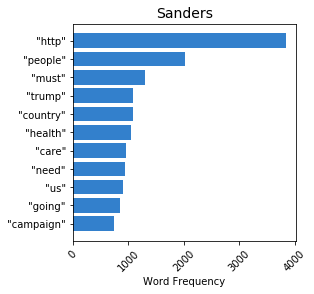 Sanders
"http"
"people"
"must"
"trump"
"country"
"health"
"care"
"need"
"us"
"going"
"campaign"
0 1000 2000 3000 4000
Word Frequency